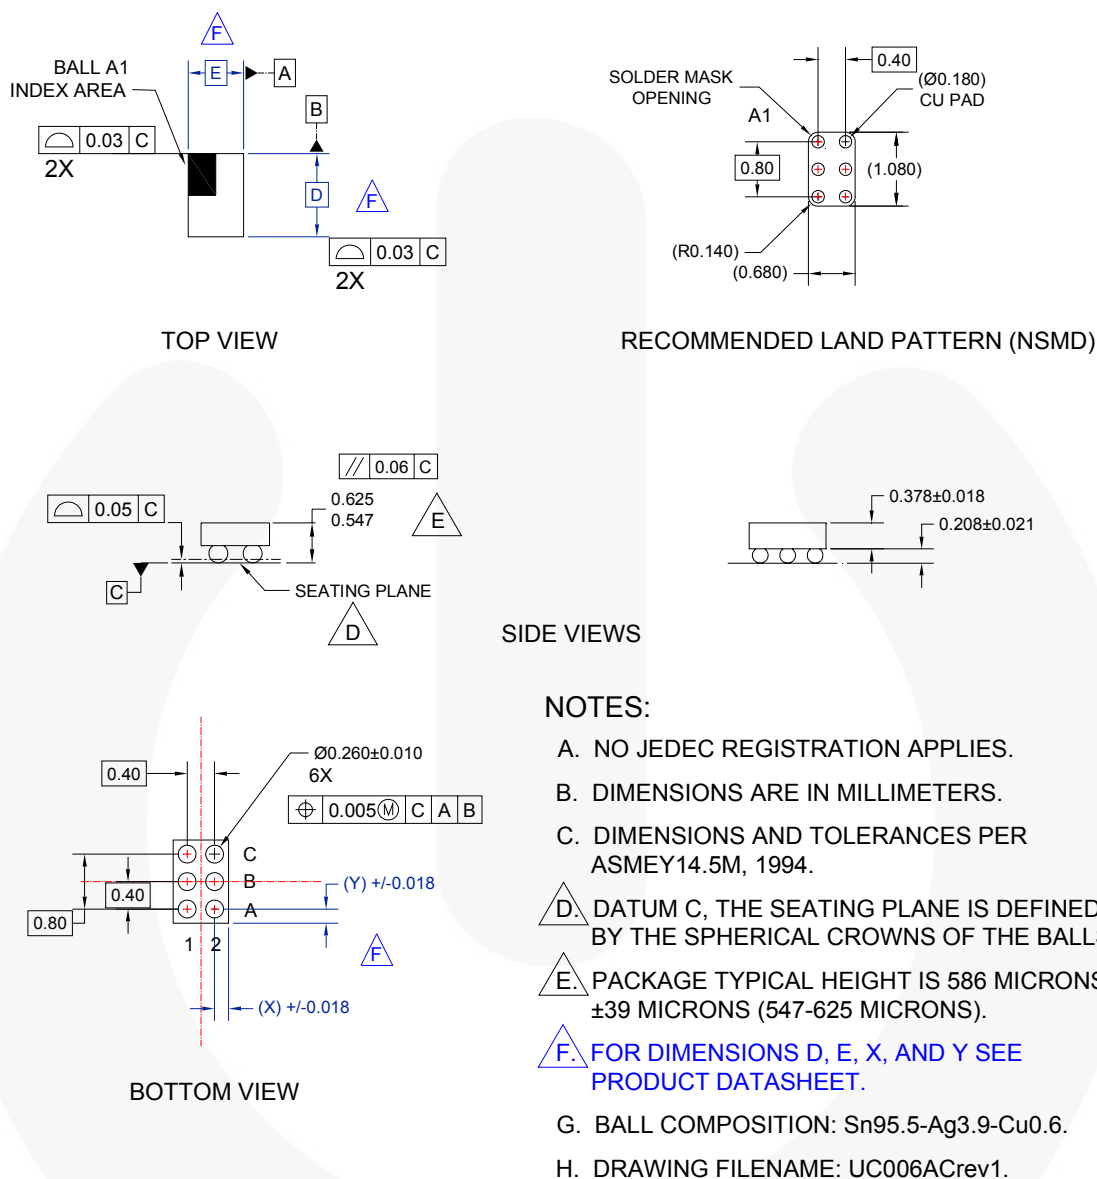 F
BALL A1
INDEX AREA
E
A
B
0.03 C
2X
D
F
0.03 C
2X
TOP VIEW
0.40
SOLDER MASK
OPENING
(Ø0.180)
CU PAD
A1
0.80
(1.080)
(R0.140)
(0.680)
RECOMMENDED LAND PATTERN (NSMD)
// 0.06 C
0.05 C
0.625
0.547
E
C
SEATING PLANE
D
0.378±0.018
0.208±0.021
SIDE VIEWS
0.40
Ø0.260±0.010
6X
0.005Ⓜ C A B
C
B
A
0.40
0.80
1 2
(Y) +/-0.018
F
(X) +/-0.018
BOTTOM VIEW
NOTES:
A. NO JEDEC REGISTRATION APPLIES.
B. DIMENSIONS ARE IN MILLIMETERS.
C. DIMENSIONS AND TOLERANCES PER
ASMEY14.5M, 1994.
D. DATUM C, THE SEATING PLANE IS DEFINED
BY THE SPHERICAL CROWNS OF THE BALLS
E. PACKAGE TYPICAL HEIGHT IS 586 MICRONS
±39 MICRONS (547-625 MICRONS).
F. FOR DIMENSIONS D, E, X, AND Y SEE
PRODUCT DATASHEET.
G. BALL COMPOSITION: Sn95.5-Ag3.9-Cu0.6.
H. DRAWING FILENAME: UC006ACrev1.